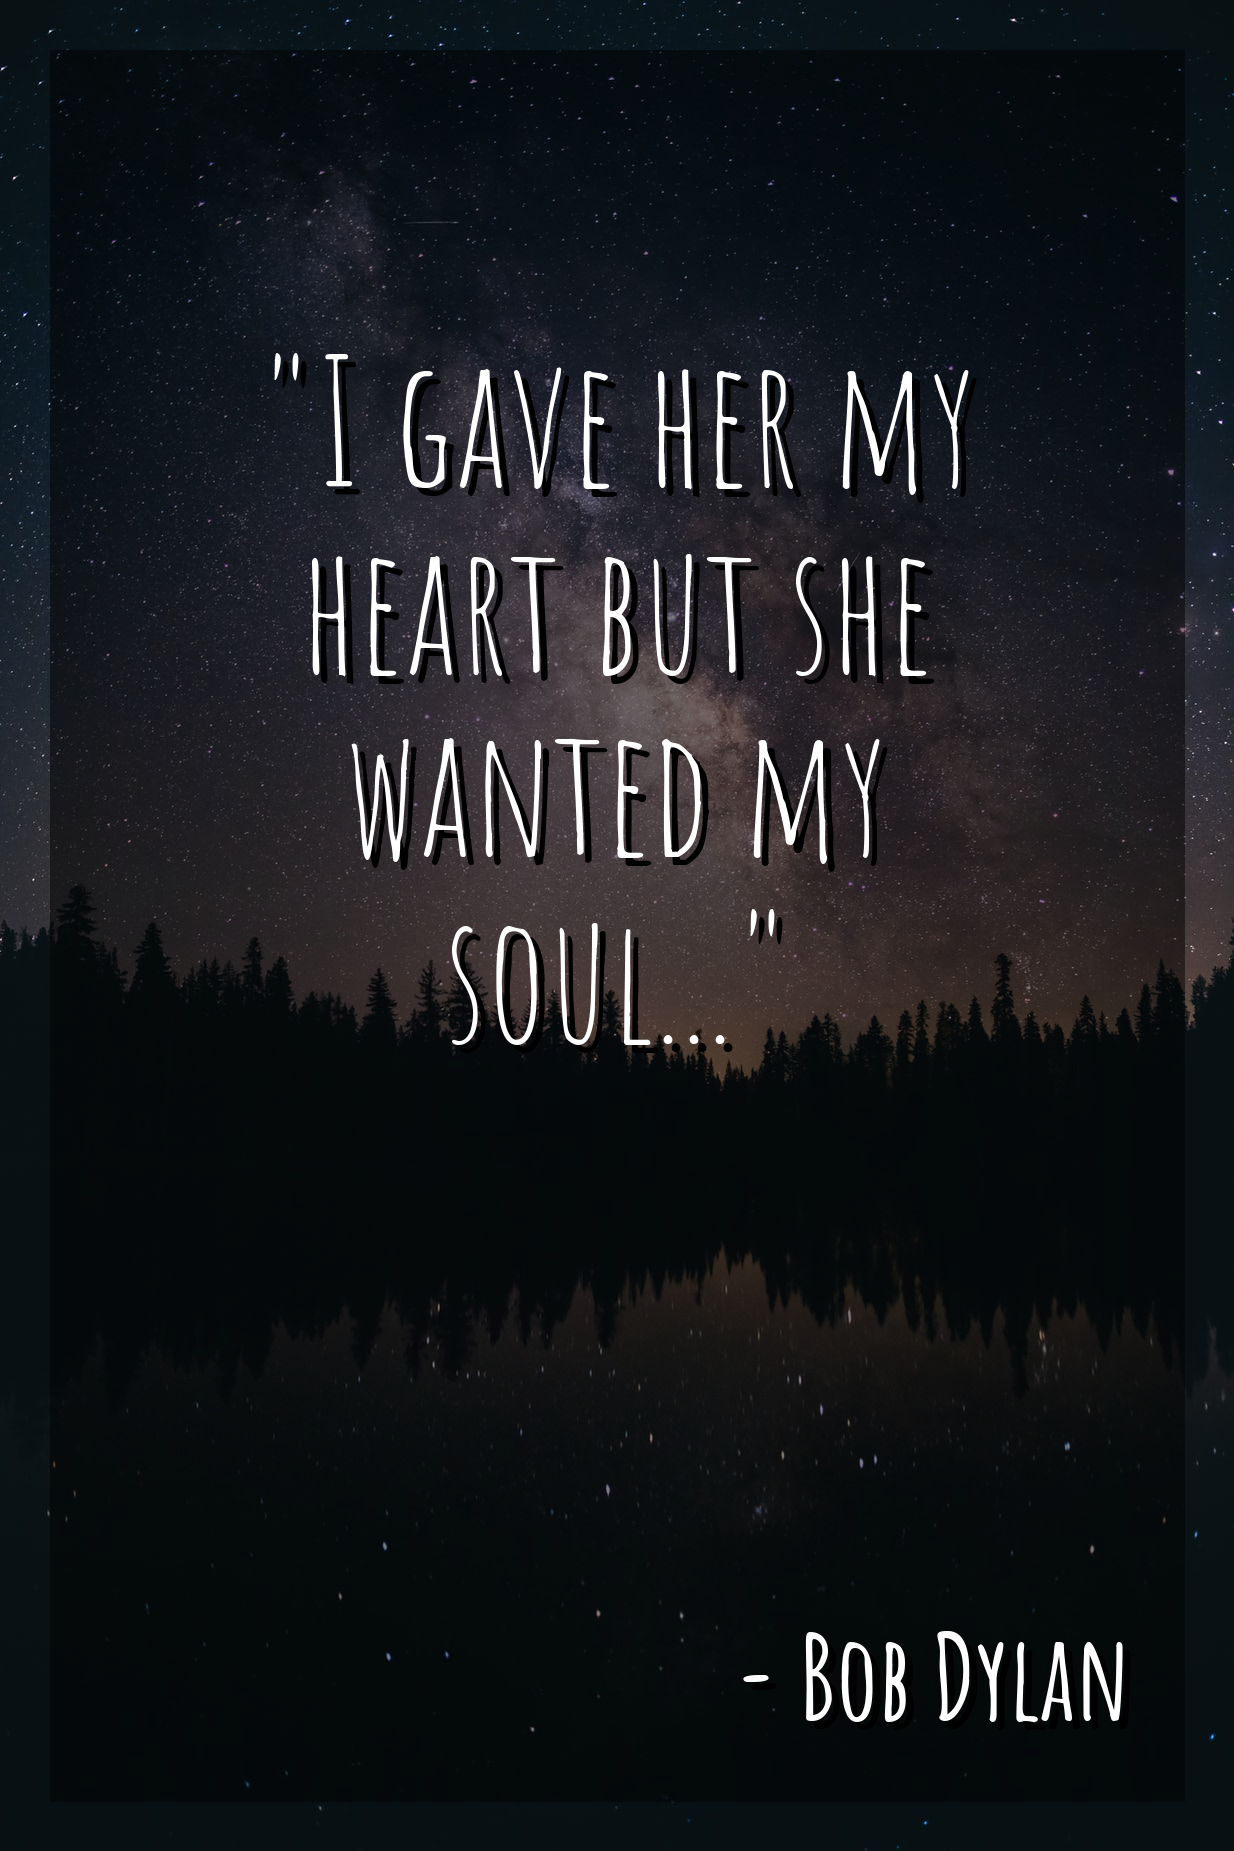 "I gave her my
heart but she
wanted my
soul..."
- Bob Dylan